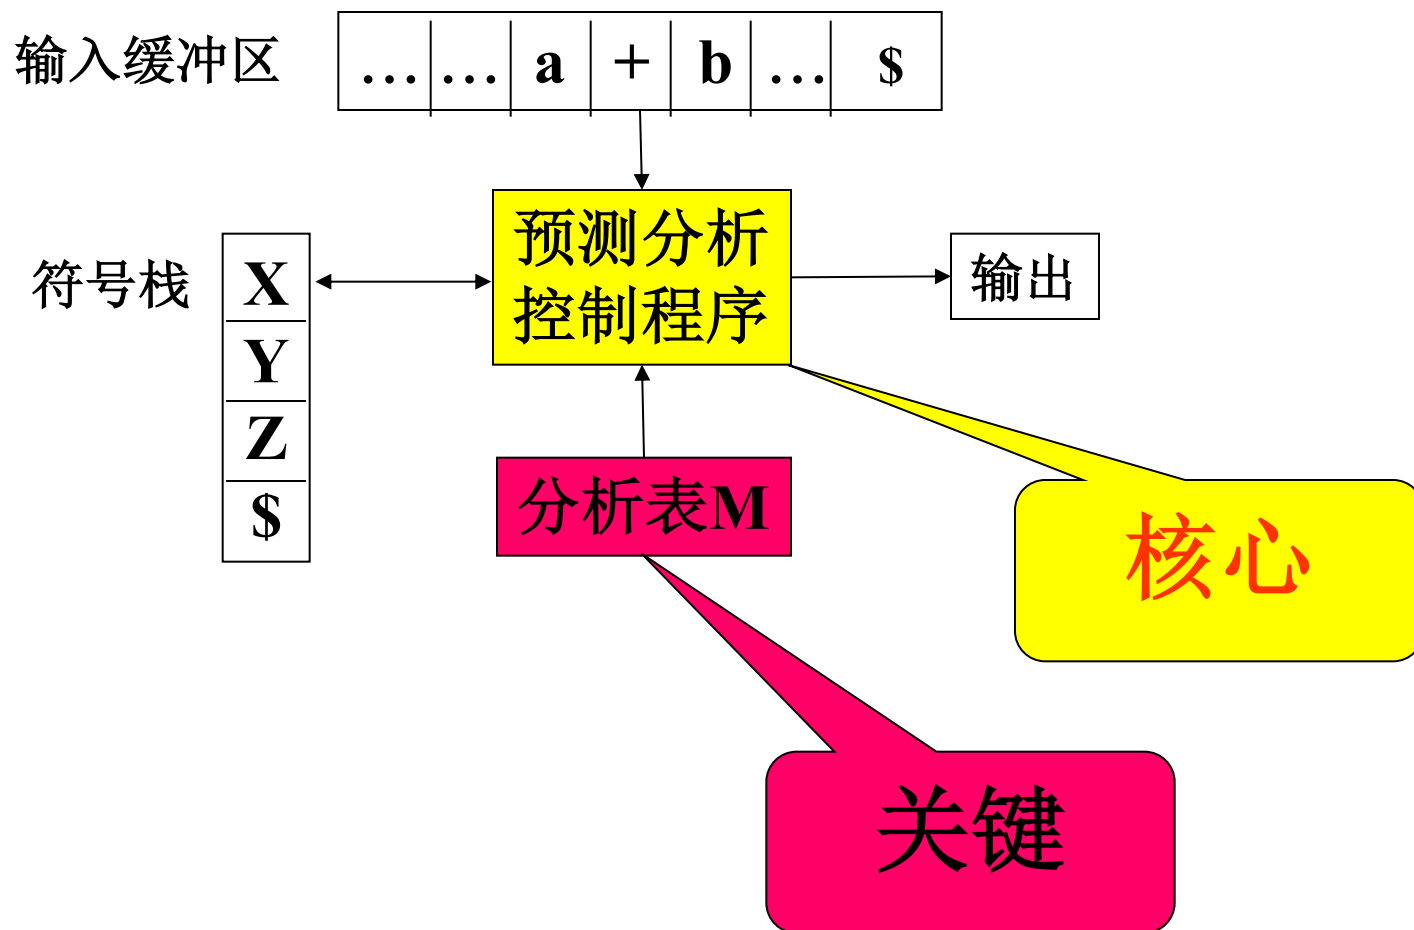 输入缓冲区 … … a + b … $
预测分析
控制程序
符号栈
X
Y
Z
$
输出
分析表M
核心
关键